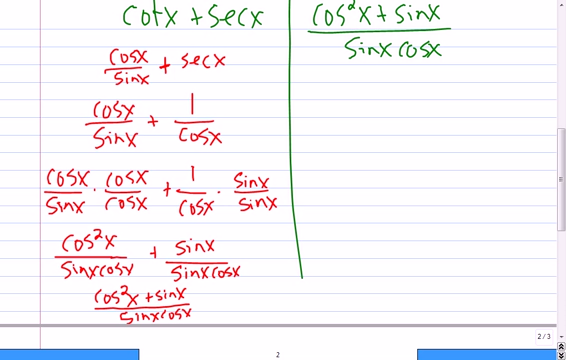 cotx + secx
cos²x + sinx / sinx cosx
cosx/sinx + secx
cosx/sinx + 1/cosx
cosx/sinx · cosx/cosx + 1/cosx · sinx/sinx
cos²x/sinxcosx + sinx/sinxcosx
cos²x + sinx / sinxcosx
2/3
2